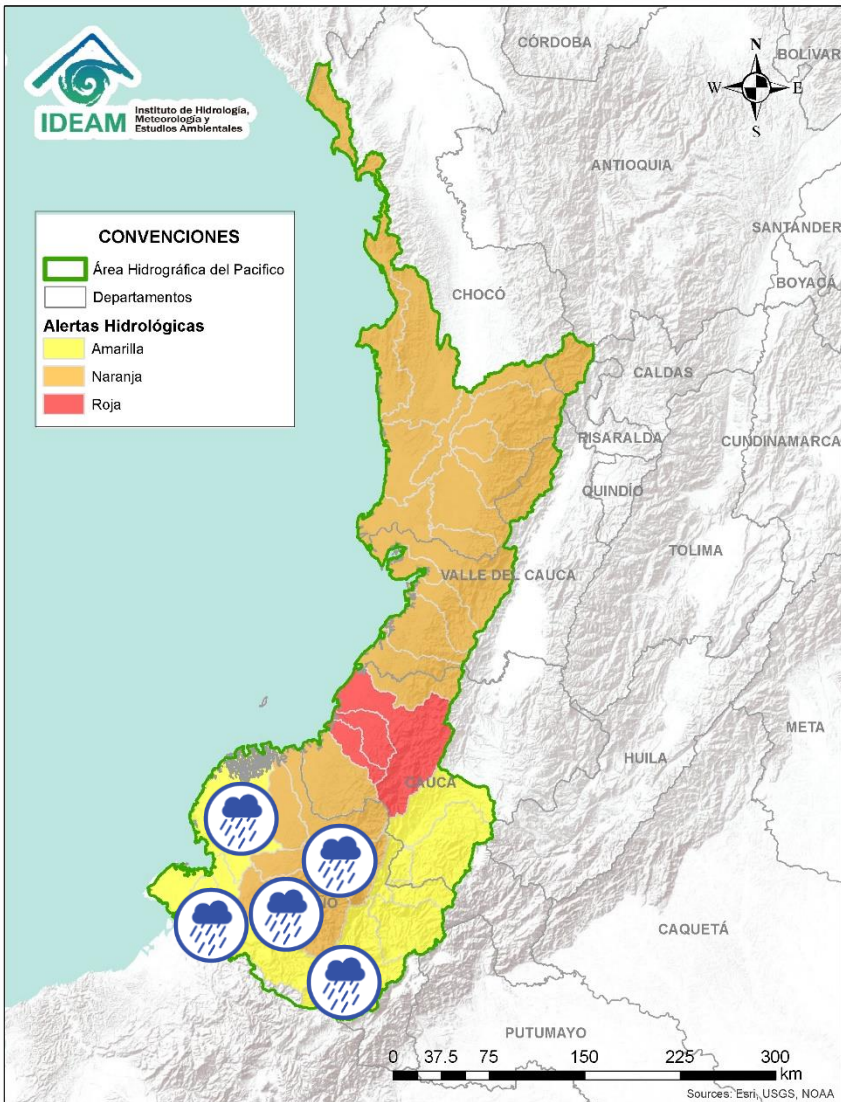 CÓRDOBA
BOLÍVAR
N
W
E
S
IDEAM
Instituto de Hidrología,
Meteorología y
Estudios Ambientales
ANTIOQUIA
SANTANDER
CONVENCIONES
Área Hidrográfica del Pacifico
Departamentos
Alertas Hidrológicas
Amarilla
Naranja
Roja
BOYACÁ
CHOCÓ
CALDAS
RISARALDA
CUNDINAMARCA
QUINDÍO
TOLIMA
VALLE DEL CAUCA
META
HUILA
CAUCA
CAQUETÁ
PUTUMAYO
0 37.5 75 150 225 300
km
Sources: Esri, USGS, NOAA